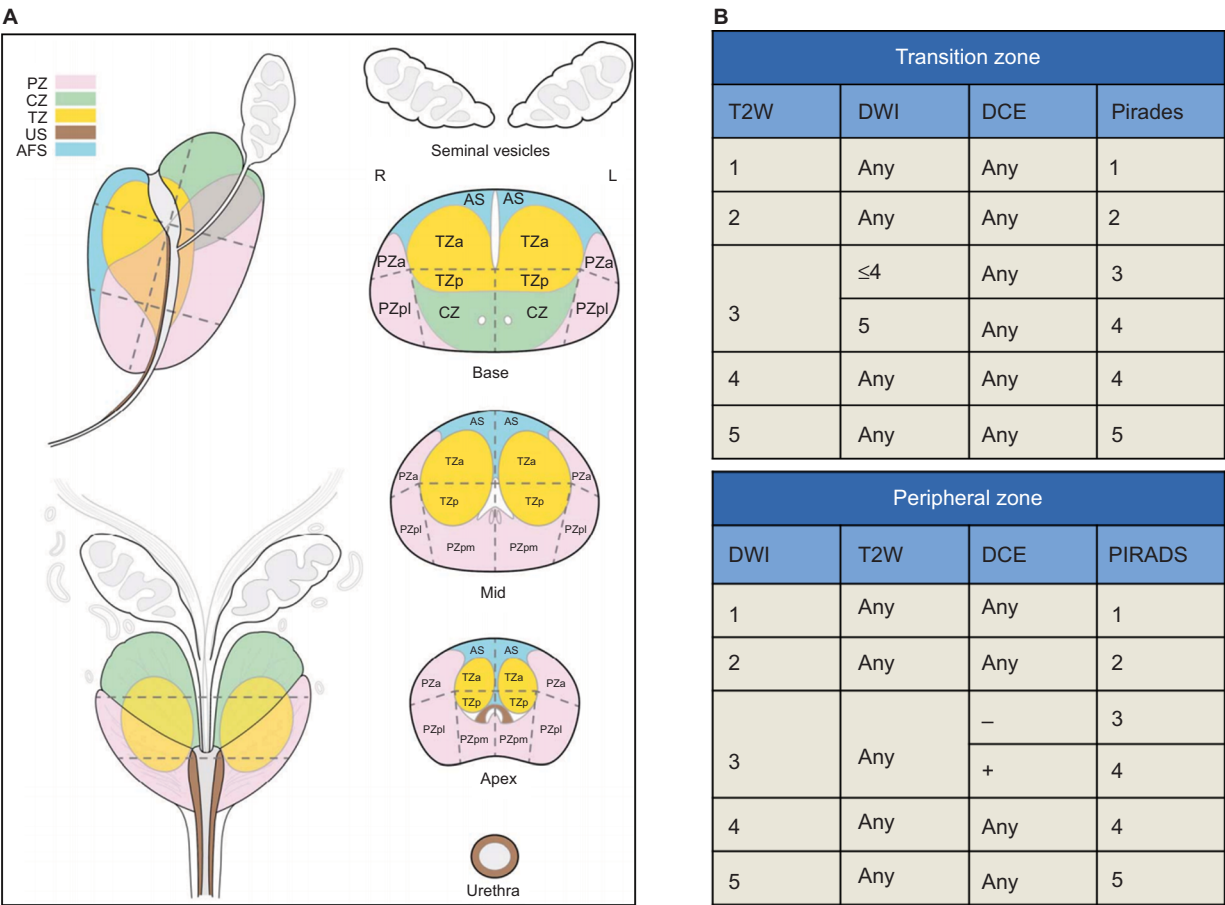 A
PZ
CZ
TZ
US
AFS
Seminal vesicles
R L
AS AS
TZa TZa
PZa PZa
TZp TZp
PZpl CZ CZ PZpl
Base
AS AS
TZa TZa
PZa PZa
TZp TZp
PZpl PZpl
PZpm PZpm
Mid
AS AS
PZa TZa TZa PZa
TZp TZp
PZpl PZpl
PZpm PZpm
Apex
Urethra
B
Transition zone
T2W DWI DCE Pirades
1 Any Any 1
2 Any Any 2
3 ≤4 Any 3
5 Any 4
4 Any Any 4
5 Any Any 5
Peripheral zone
DWI T2W DCE PIRADS
1 Any Any 1
2 Any Any 2
3 Any – 3
+ 4
4 Any Any 4
5 Any Any 5